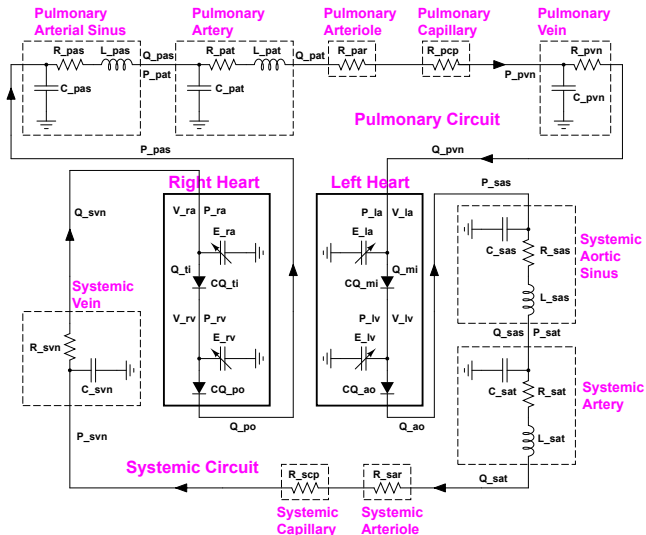 Pulmonary
Arterial Sinus
Pulmonary
Artery
Pulmonary
Arteriole
Pulmonary
Capillary
Pulmonary
Vein
R_pas
L_pas
Q_pas
P_pat
R_pat
L_pat
Q_pat
R_par
R_pcp
P_pvn
R_pvn
C_pas
C_pat
C_pvn
Pulmonary Circuit
P_pas
Q_pvn
Right Heart
Left Heart
P_sas
Q_svn
V_ra
P_ra
E_ra
P_la
V_la
E_la
C_sas
R_sas
Systemic
Aortic
Sinus
Q_ti
CQ_ti
Q_mi
CQ_mi
L_sas
Systemic
Vein
V_rv
P_rv
E_rv
P_lv
V_lv
E_lv
Q_sas
P_sat
R_svn
C_svn
CQ_po
CQ_ao
C_sat
R_sat
Systemic
Artery
Q_po
Q_ao
P_svn
L_sat
Systemic Circuit
R_scp
R_sar
Q_sat
Systemic
Capillary
Systemic
Arteriole